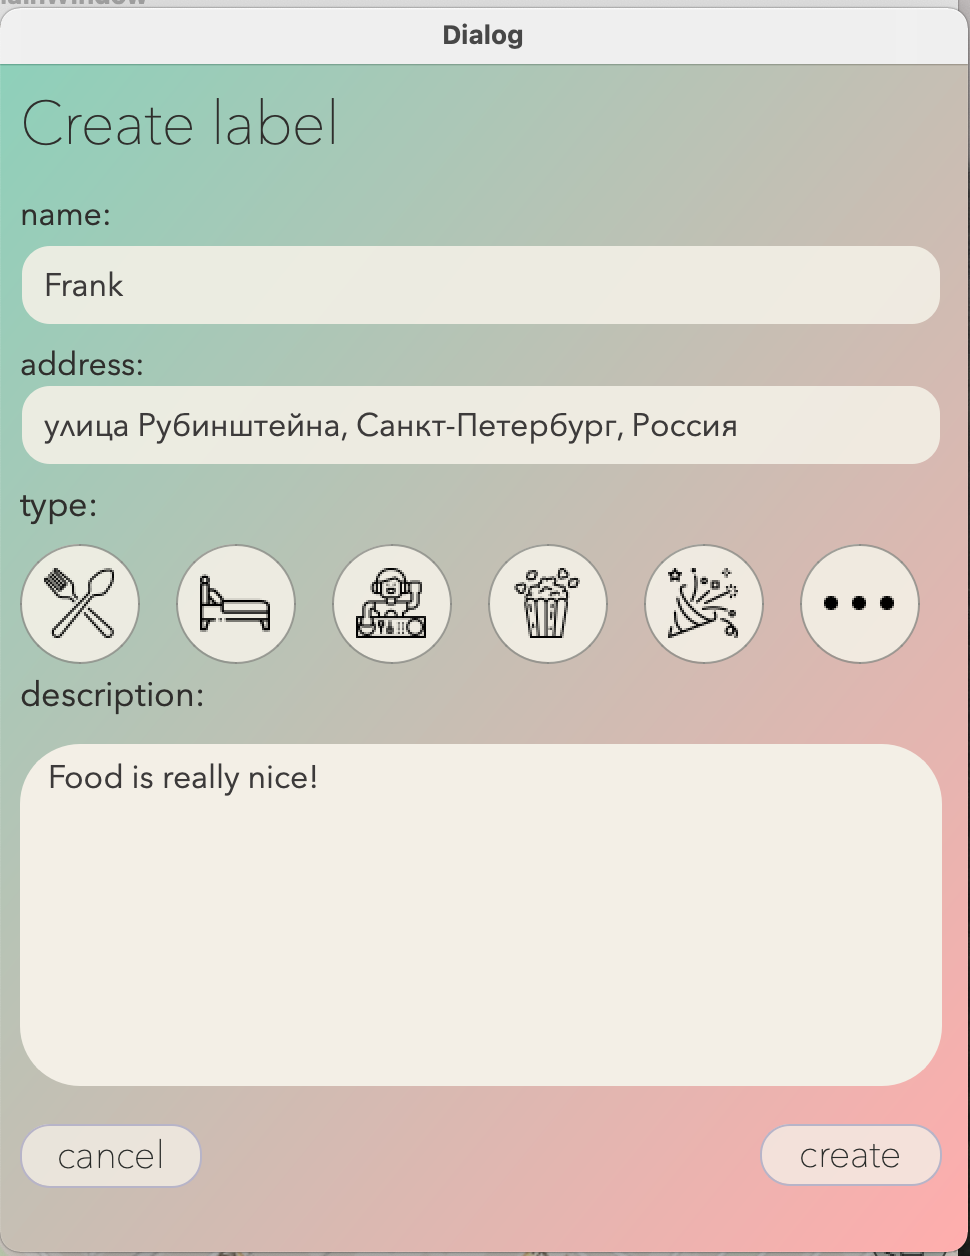 Dialog
Create label
name:
Frank
address:
улица Рубинштейна, Санкт-Петербург, Россия
type:
description:
Food is really nice!
cancel
create